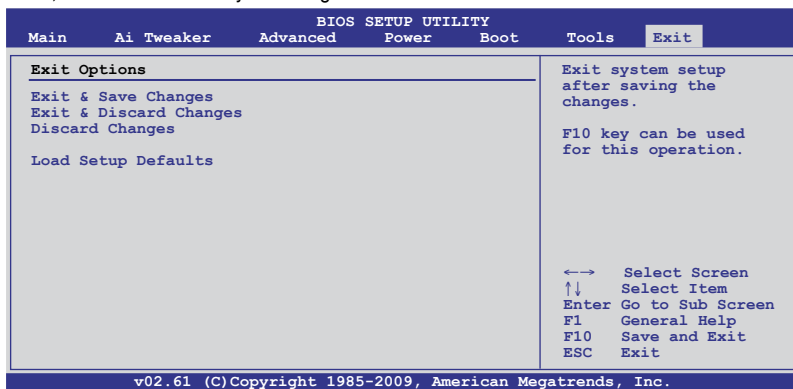 BIOS SETUP UTILITY
Main Ai Tweaker Advanced Power Boot Tools Exit
Exit Options
Exit & Save Changes
Exit & Discard Changes
Discard Changes
Load Setup Defaults
Exit system setup
after saving the
changes.
F10 key can be used
for this operation.
←→ Select Screen
↑↓ Select Item
Enter Go to Sub Screen
F1 General Help
F10 Save and Exit
ESC Exit
v02.61 (C)Copyright 1985-2009, American Megatrends, Inc.